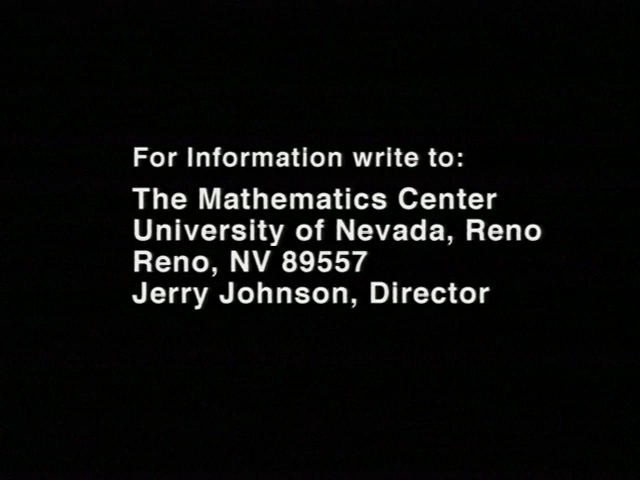 For Information write to:
The Mathematics Center
University of Nevada, Reno
Reno, NV 89557
Jerry Johnson, Director